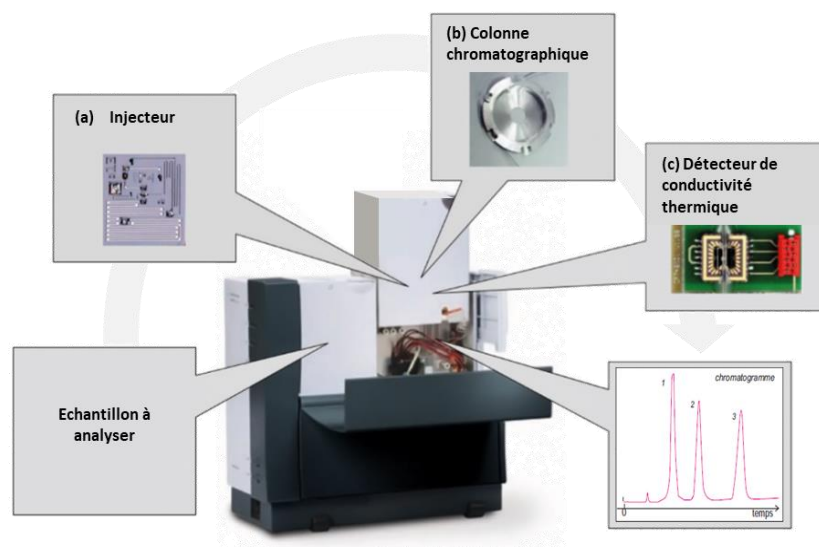 (a) Injecteur
(b) Colonne
chromatographique
(c) Détecteur de
conductivité
thermique
Echantillon à
analyser
chromatogramme
1
2
3
0
temps